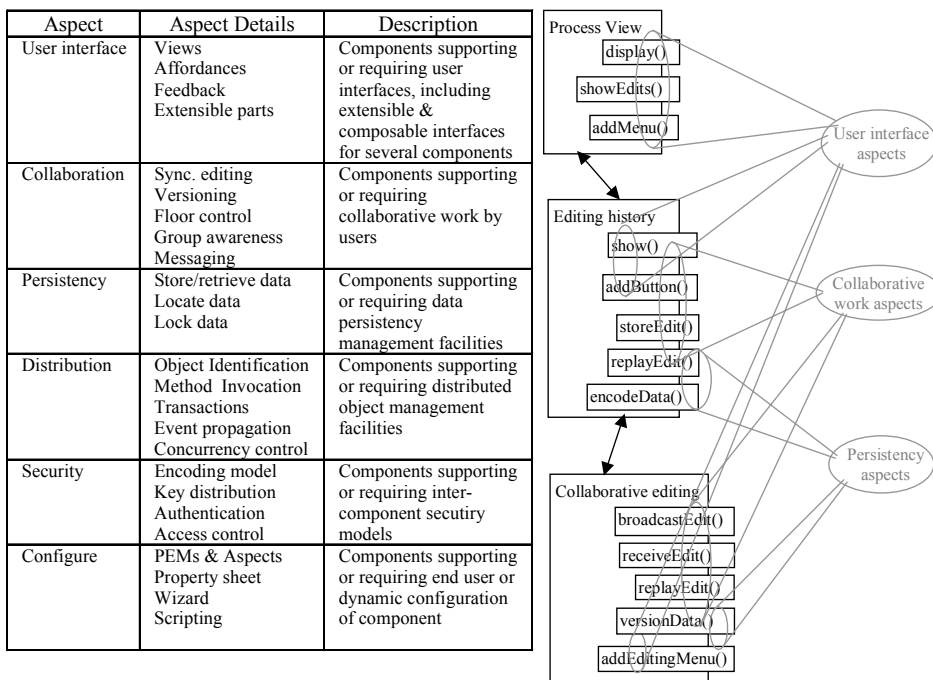 Aspect Aspect Details Description
User interface
Views
Affordances
Feedback
Extensible parts
Components supporting
or requiring user
interfaces, including
extensible &
composable interfaces
for several components
Collaboration
Sync. editing
Versioning
Floor control
Group awareness
Messaging
Components supporting
or requiring
collaborative work by
users
Persistency
Store/retrieve data
Locate data
Lock data
Components supporting
or requiring data
persistency
management facilities
Distribution
Object Identification
Method Invocation
Transactions
Event propagation
Concurrency control
Components supporting
or requiring distributed
object management
facilities
Security
Encoding model
Key distribution
Authentication
Access control
Components supporting
or requiring inter-
component secutiry
models
Configure
PEMs & Aspects
Property sheet
Wizard
Scripting
Components supporting
or requiring end user or
dynamic configuration
of component
Process View
display()
showEdits()
addMenu()
Editing history
show()
addButton()
storeEdit()
replayEdit()
encodeData()
Collaborative editing
broadcastEdit()
receiveEdit()
replayEdit()
versionData()
addEditingMenu()
User interface
aspects
Collaborative
work aspects
Persistency
aspects